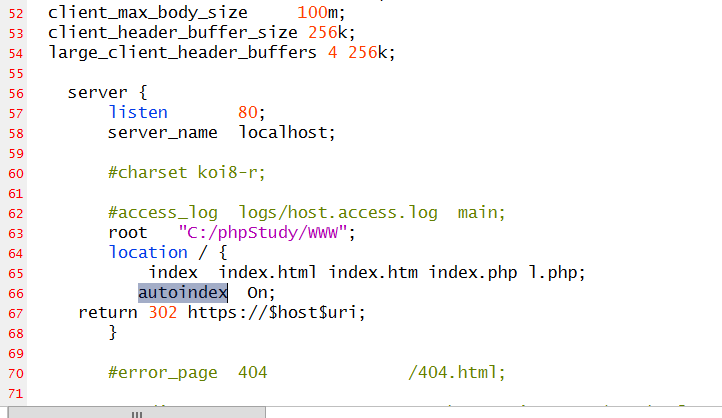 52 client_max_body_size     100m;
53 client_header_buffer_size 256k;
54 large_client_header_buffers 4 256k;
55
56   server {
57       listen       80;
58       server_name  localhost;
59
60       #charset koi8-r;
61
62       #access_log  logs/host.access.log  main;
63       root   "C:/phpStudy/WWW";
64       location / {
65           index  index.html index.htm index.php l.php;
66          autoindex  On;
67    return 302 https://$host$uri;
68       }
69
70       #error_page  404              /404.html;
71